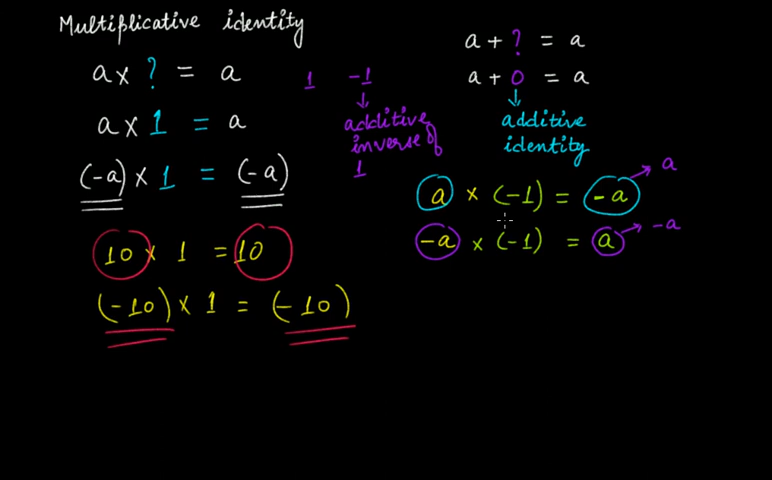 Multiplicative identity
a x ? = a
a x 1 = a
(-a) x 1 = (-a)
10 x 1 = 10
(-10) x 1 = (-10)
1 -1
additive
inverse of
1
a + ? = a
a + 0 = a
additive
identity
a x (-1) = -a → a
-a x (-1) = a → -a